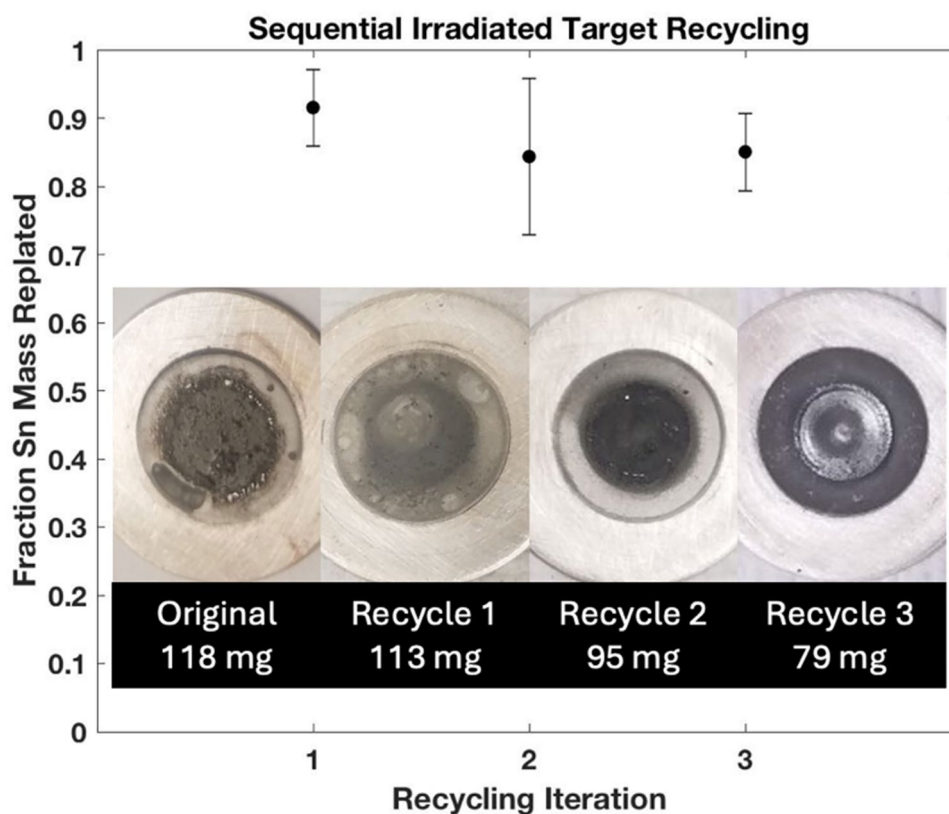 Sequential Irradiated Target Recycling
Fraction Sn Mass Replated
1
0.9
0.8
0.7
0.6
0.5
0.4
0.3
0.2
0.1
0
Original
118 mg
Recycle 1
113 mg
Recycle 2
95 mg
Recycle 3
79 mg
1
2
3
Recycling Iteration